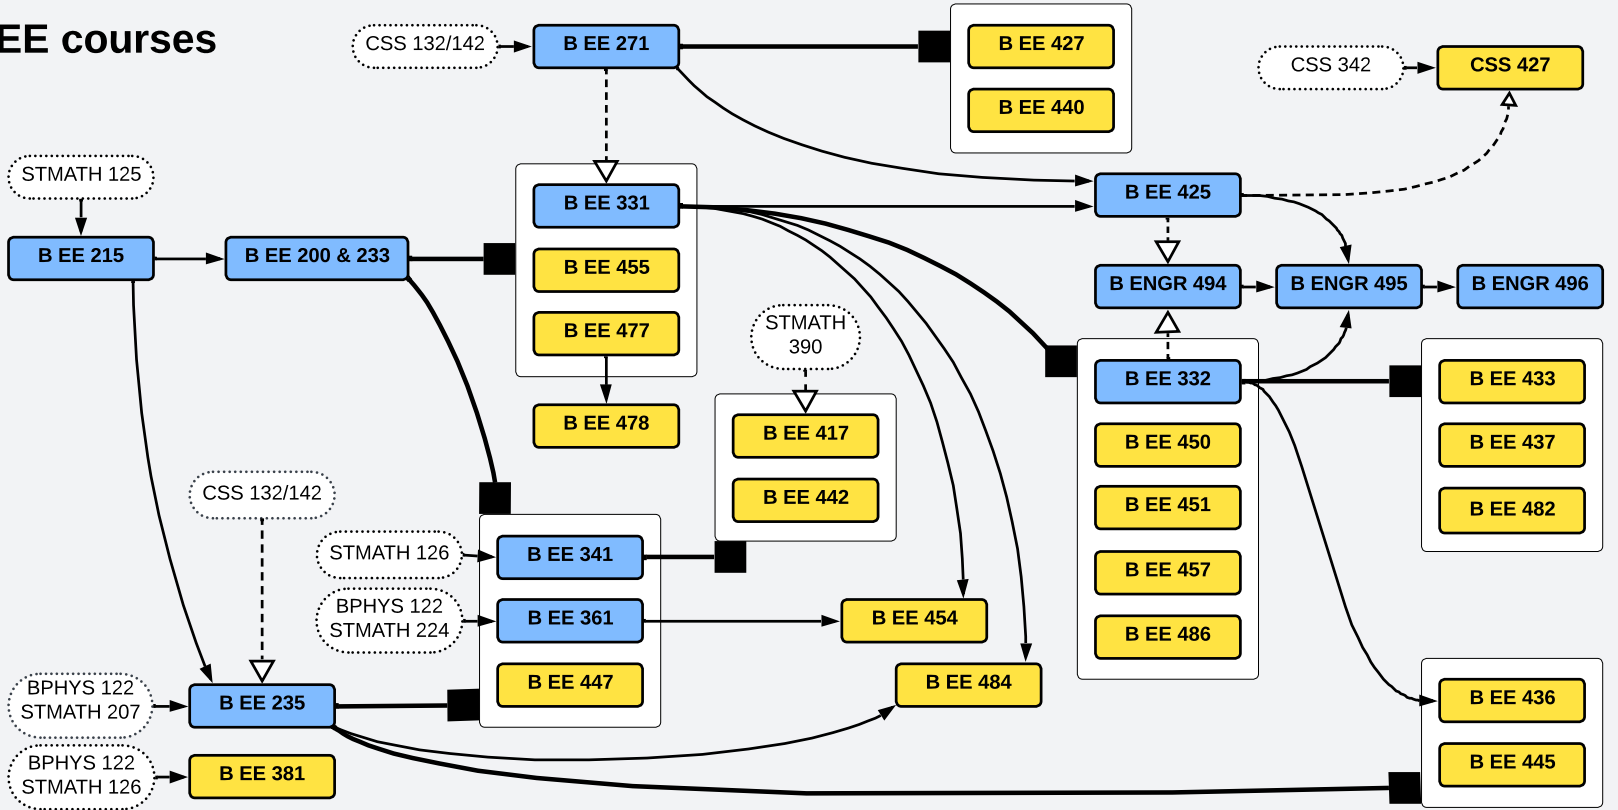 EE courses
CSS 132/142
B EE 271
B EE 427
B EE 440
CSS 342
CSS 427
STMATH 125
B EE 215
B EE 200 & 233
B EE 331
B EE 455
B EE 477
B EE 478
B EE 425
B ENGR 494
B ENGR 495
B ENGR 496
STMATH
390
B EE 417
B EE 442
B EE 332
B EE 450
B EE 451
B EE 457
B EE 486
B EE 433
B EE 437
B EE 482
CSS 132/142
STMATH 126
B EE 341
BPHYS 122
STMATH 224
B EE 361
B EE 447
B EE 454
B EE 484
BPHYS 122
STMATH 207
B EE 235
BPHYS 122
STMATH 126
B EE 381
B EE 436
B EE 445